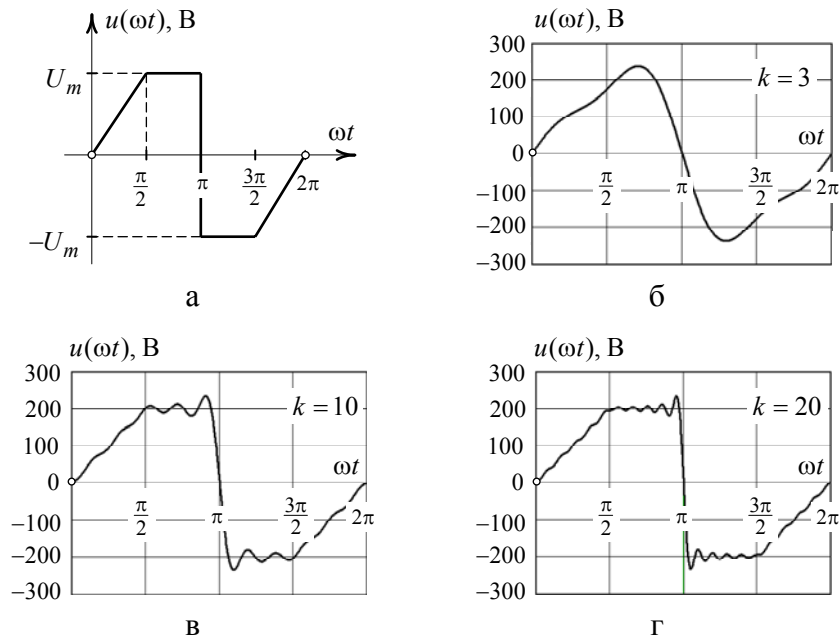 u(ωt), В
U_m
ωt
π/2
π
3π/2
2π
–U_m
а
u(ωt), В
300
200
100
0
–100
–200
–300
k = 3
ωt
π/2
π
3π/2
2π
б
u(ωt), В
300
200
100
0
–100
–200
–300
k = 10
ωt
π/2
π
3π/2
2π
в
u(ωt), В
300
200
100
0
–100
–200
–300
k = 20
ωt
π/2
π
3π/2
2π
г